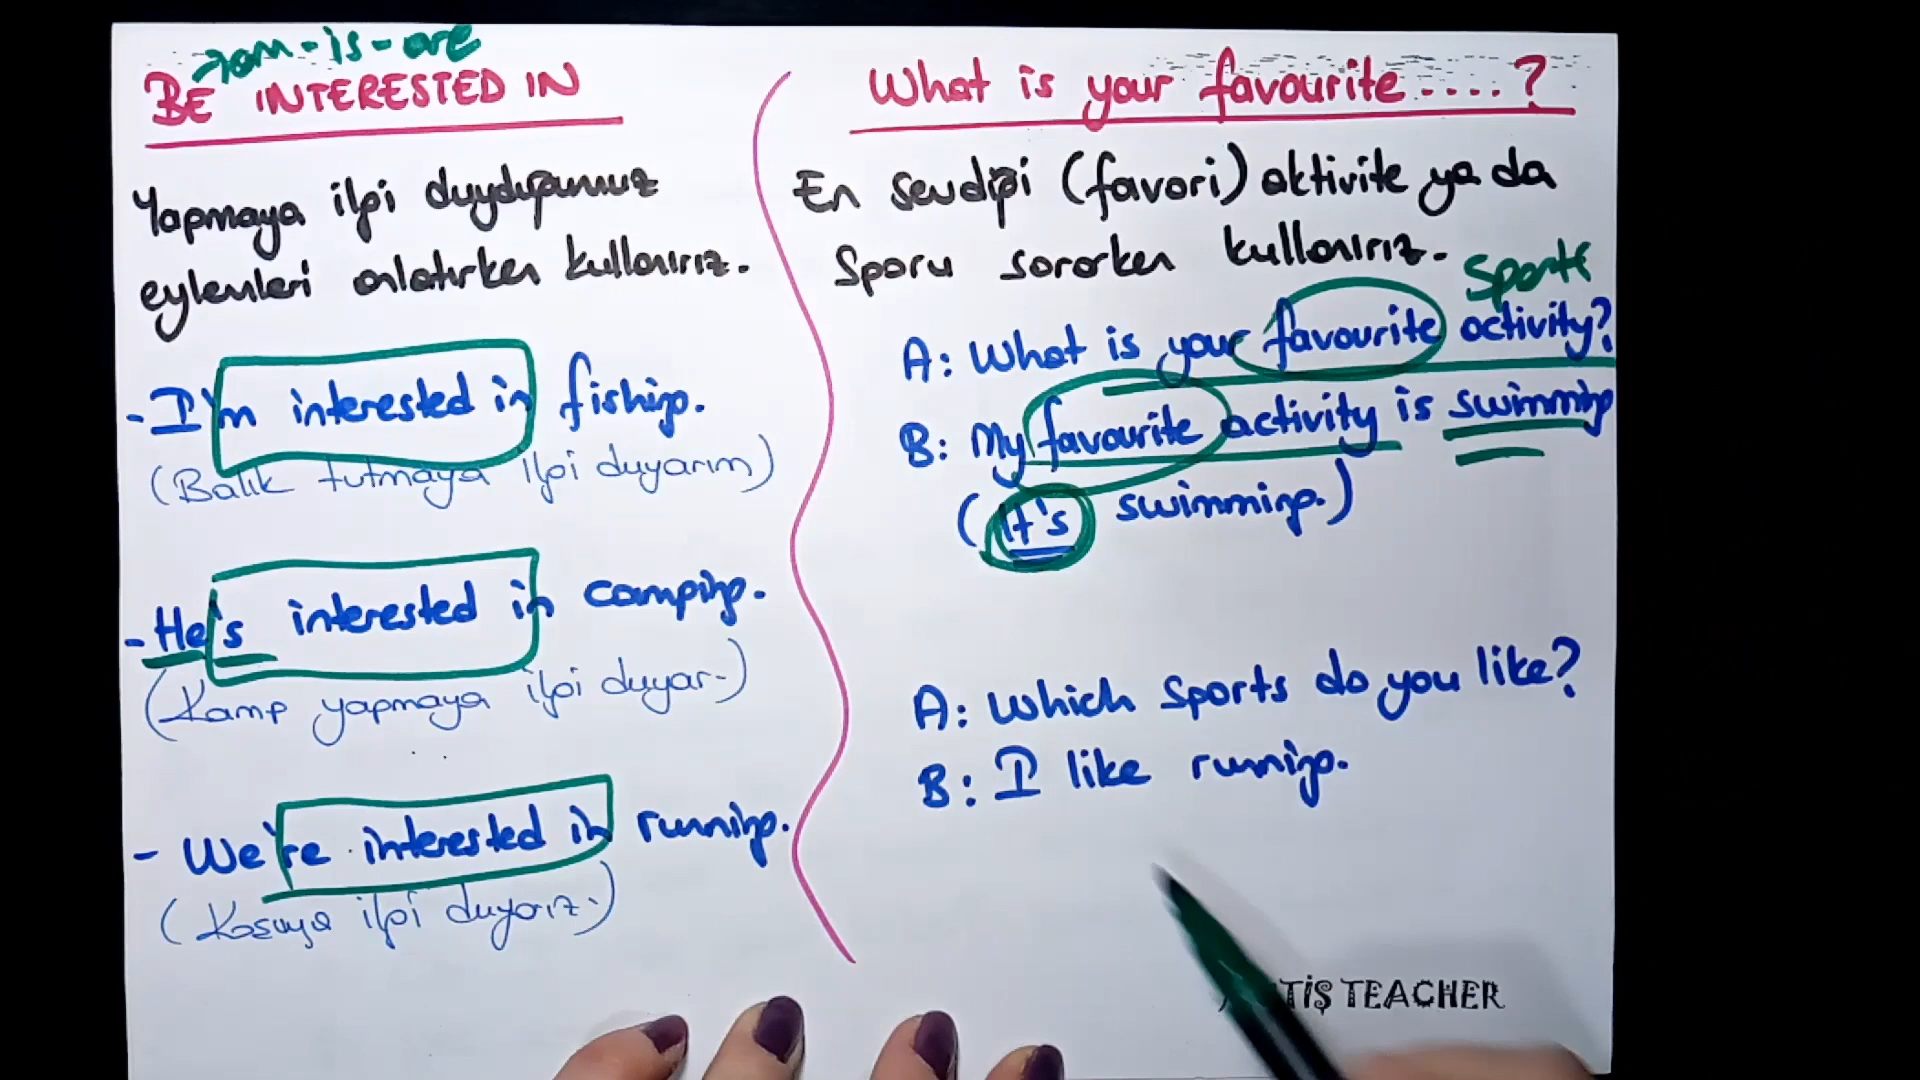 →am-is-are
BE INTERESTED IN
Yapmaya ilgi duyduğumuz
eylemleri anlatırken kullanırız.
- I'm interested in fishing.
(Balık tutmaya ilgi duyarım)
- He's interested in camping.
(Kamp yapmaya ilgi duyar.)
- We're interested in running.
(Koşuya ilgi duyarız.)
What is your favourite ....?
En sevdiği (favori) aktivite ya da
Sporu sorarken kullanırız.
Sports
A: What is your favourite activity?
B: My favourite activity is swimming
(It's swimming.)
A: Which sports do you like?
B: I like running.
TİŞ TEACHER